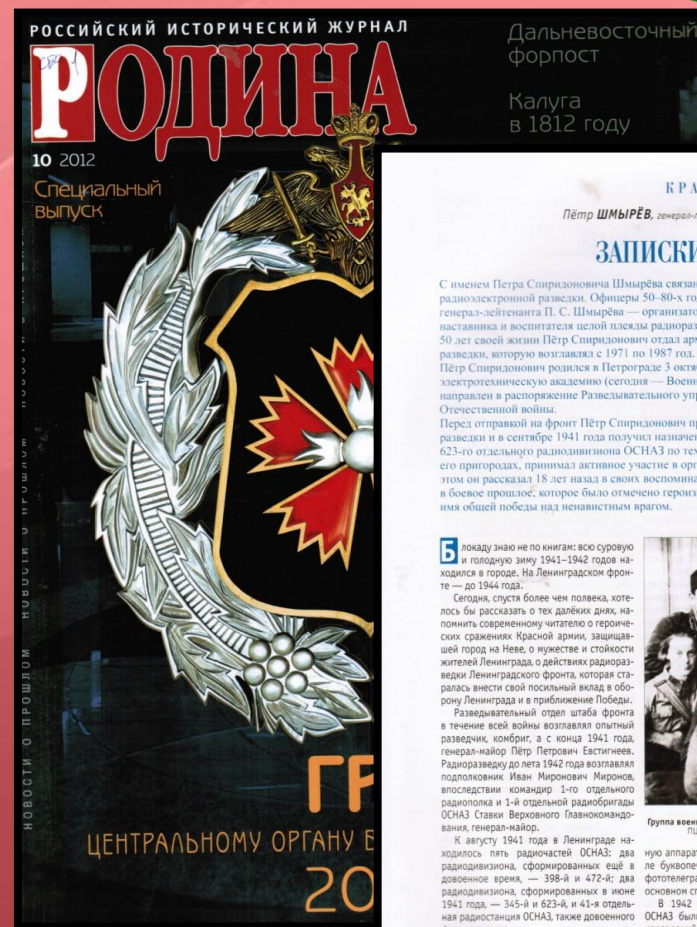 РОССИЙСКИЙ ИСТОРИЧЕСКИЙ ЖУРНАЛ
РОДИНА
10 2012
Специальный
выпуск
Дальневосточный
форпост
Калуга
в 1812 году
НОВОСТИ О ПРОШЛОМ НОВОСТИ О ПРОШЛОМ
ГР
ЦЕНТРАЛЬНОМУ ОРГАНУ В
20
КРА
Пётр ШМЫРЁВ, генерал-л
ЗАПИСКИ
С именем Петра Спиридоновича Шмырёва связан
радиоэлектронной разведки. Офицеры 50–80-х го
генерал-лейтенанта П. С. Шмырёва — организато
наставника и воспитателя целой плеяды радиораз
50 лет своей жизни Пётр Спиридонович отдал арм
разведки, которую возглавлял с 1971 по 1987 год.
Пётр Спиридонович родился в Петрограде 3 октя
электротехническую академию (сегодня — Военн
направлен в распоряжение Разведывательного упр
Отечественной войны.
Перед отправкой на фронт Пётр Спиридонович пр
разведки и в сентябре 1941 года получил назначен
623-го отдельного радиодивизиона ОСНАЗ по тех
его пригородах, принимал активное участие в орг
этом он рассказал 18 лет назад в своих воспомина
в боевое прошлое, которое было отмечено героиз
имя общей победы над ненавистным врагом.
Блокаду знаю не по книгам: всю суровую
и голодную зиму 1941–1942 годов на-
ходился в городе. На Ленинградском фрон-
те — до 1944 года.
Сегодня, спустя более чем полвека, хоте-
лось бы рассказать о тех далёких днях, на-
помнить современному читателю о героиче-
ских сражениях Красной армии, защищав-
шей город на Неве, о мужестве и стойкости
жителей Ленинграда, о действиях радиораз-
ведки Ленинградского фронта, которая ста-
ралась внести свой посильный вклад в обо-
рону Ленинграда и в приближение Победы.
Разведывательный отдел штаба фронта
в течение всей войны возглавлял опытный
разведчик, комбриг, а с конца 1941 года,
генерал-майор Пётр Петрович Евстигнеев.
Радиоразведку до лета 1942 года возглавлял
подполковник Иван Миронович Миронов,
впоследствии командир 1-го отдельного
радиополка и 1-й отдельной радиобригады
ОСНАЗ Ставки Верховного Главнокомандо-
вания, генерал-майор.
К августу 1941 года в Ленинграде на-
ходилось пять радиочастей ОСНАЗ: два
радиодивизиона, сформированных ещё в
довоенное время, — 398-й и 472-й; два
радиодивизиона, сформированных в июне
1941 года, — 345-й и 623-й, и 41-я отдель-
ная радиостанция ОСНАЗ, также довоенного
Группа воен
ную аппарат
ле буквопе
фототелегра
основном сп
В 1942
ОСНАЗ был